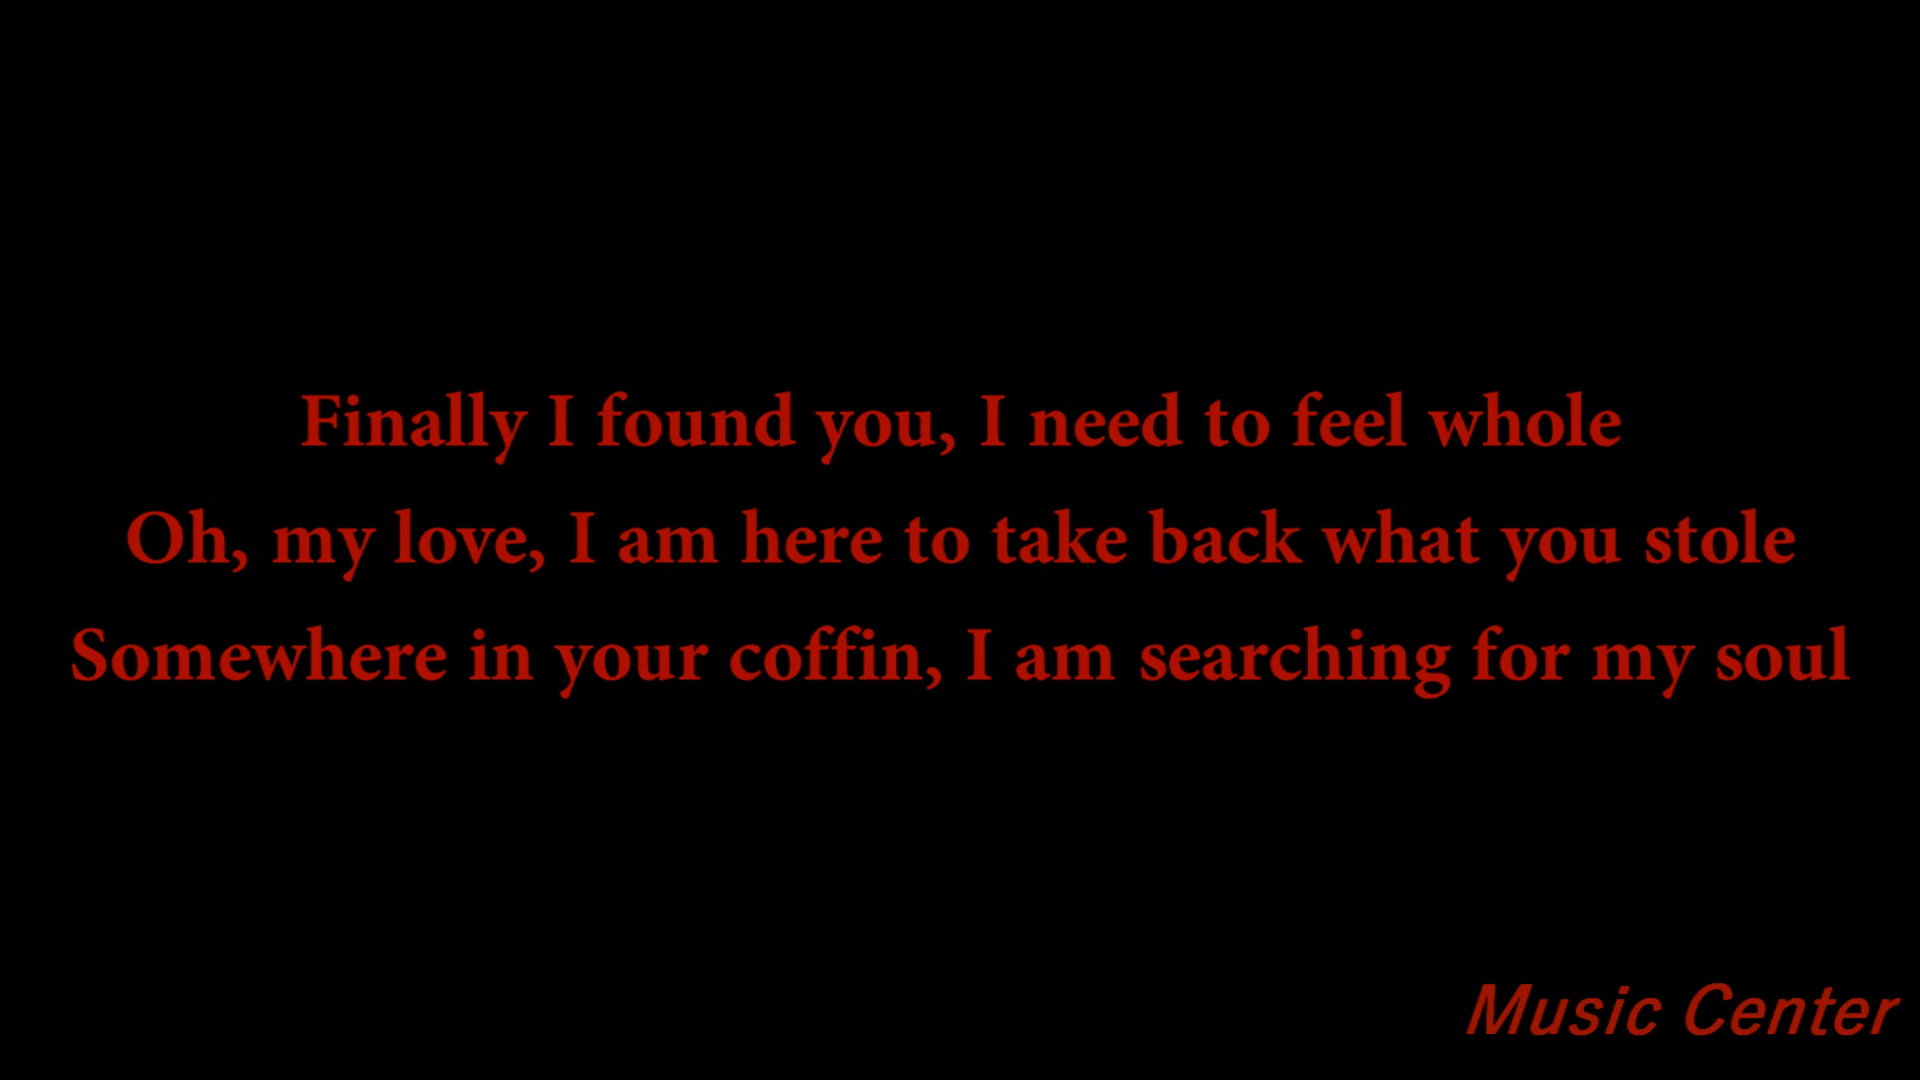 Finally I found you, I need to feel whole
Oh, my love, I am here to take back what you stole
Somewhere in your coffin, I am searching for my soul
Music Center